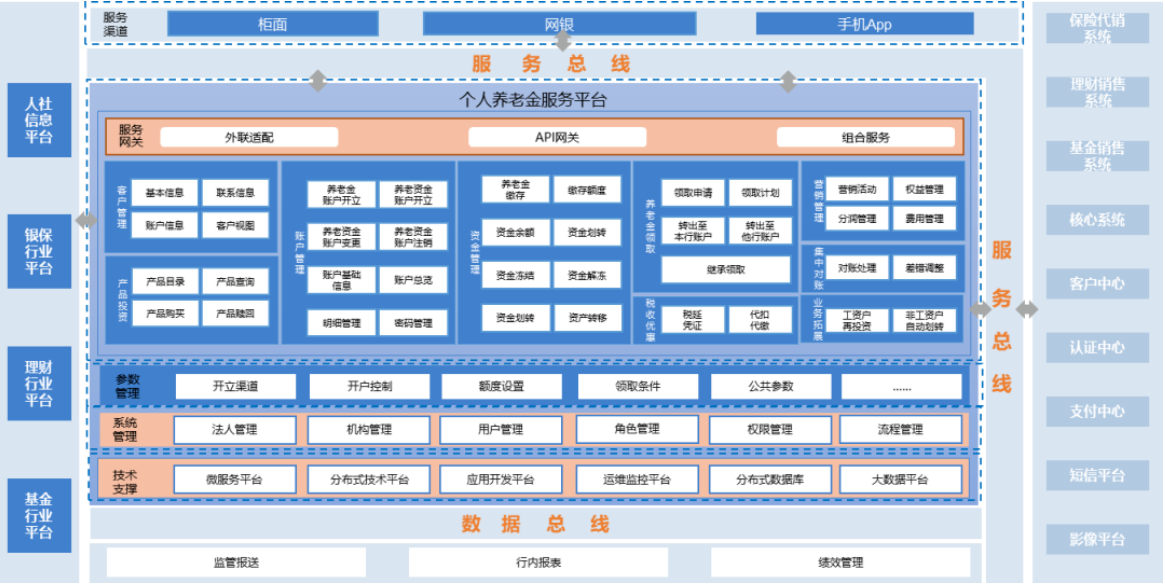 服务
渠道
柜面
网银
手机App
服务总线
人社
信息
平台
银保
行业
平台
理财
行业
平台
基金
行业
平台
个人养老金服务平台
服务
网关
外联适配
API网关
组合服务
客户管理
基本信息
联系信息
账户信息
客户视图
产品投资
产品目录
产品查询
产品购买
产品赎回
账户管理
养老金
账户开立
养老资金
账户开立
养老资金
账户变更
养老资金
账户注销
账户基础
信息
账户总览
明细管理
密码管理
资金管理
养老金
缴存
缴存额度
资金余额
资金划转
资金冻结
资金解冻
资金划转
资产转移
养老金领取
领取申请
领取计划
转出至
本行账户
转出至
他行账户
继承领取
税收优惠
税延
凭证
代扣
代缴
营销管理
营销活动
权益管理
分润管理
费用管理
集中对账
对账处理
差错调整
业务拓展
工资户
再投资
非工资户
自动划转
参数
管理
开立渠道
开户控制
额度设置
领取条件
公共参数
......
系统
管理
法人管理
机构管理
用户管理
角色管理
权限管理
流程管理
技术
支撑
微服务平台
分布式技术平台
应用开发平台
运维监控平台
分布式数据库
大数据平台
数据总线
监管报送
行内报表
绩效管理
服务总线
保险代销
系统
理财销售
系统
基金销售
系统
核心系统
客户中心
认证中心
支付中心
短信平台
影像平台